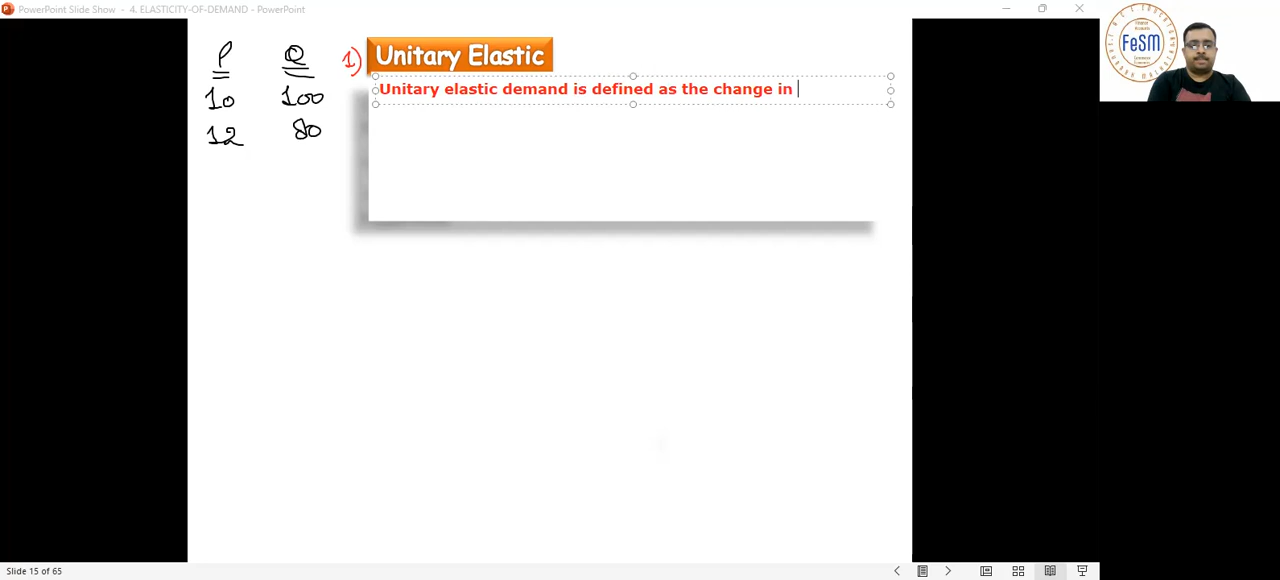 PowerPoint Slide Show - 4. ELASTICITY-OF-DEMAND - PowerPoint
P Q
10 100
12 80
1) Unitary Elastic
Unitary elastic demand is defined as the change in
FeSM
Slide 15 of 65